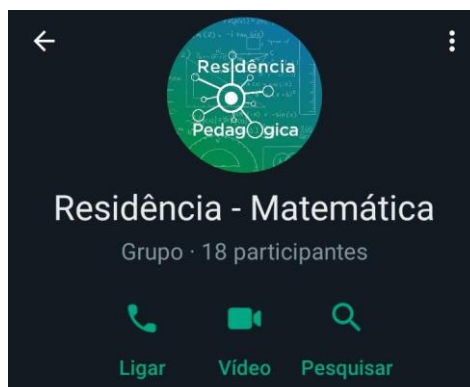 Residência
Pedagógica
Residência - Matemática
Grupo · 18 participantes
Ligar Vídeo Pesquisar